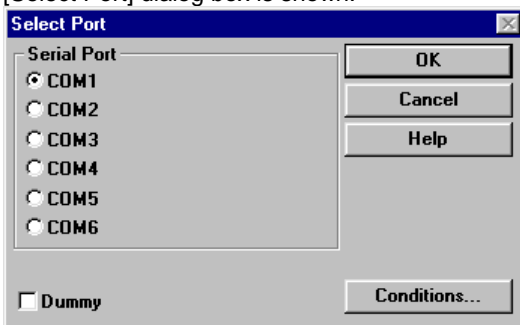 [Select Port] dialog box is shown.
Select Port
Serial Port
COM1
COM2
COM3
COM4
COM5
COM6
OK
Cancel
Help
Dummy
Conditions...